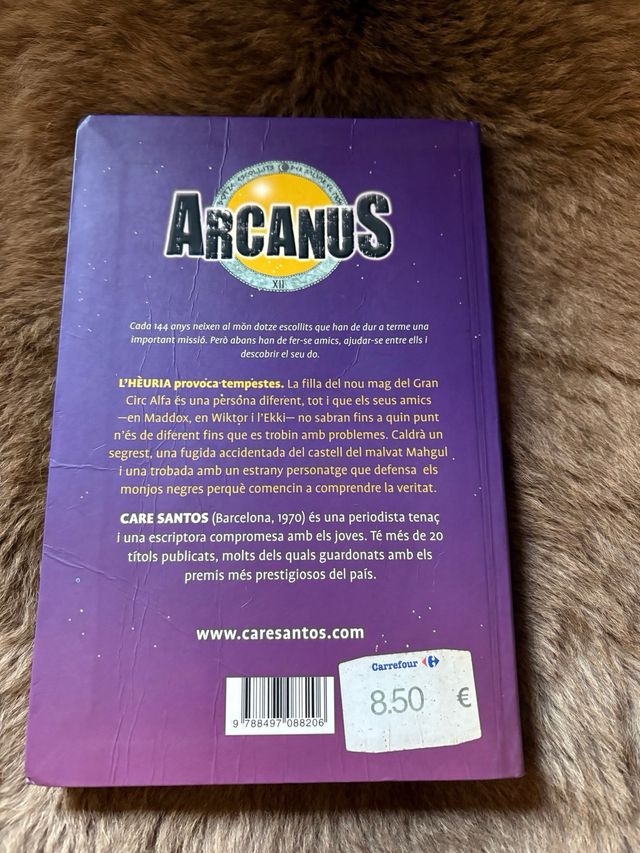 ARCANUS
XII
Cada 144 anys neixen al món dotze escollits que han de dur a terme una
important missió. Però abans han de fer-se amics, ajudar-se entre ells i
descobrir el seu do.
L'HÈURIA provoca tempestes. La filla del nou mag del Gran
Circ Alfa és una persona diferent, tot i que els seus amics
—en Maddox, en Wiktor i l'Ekki— no sabran fins a quin punt
n'és de diferent fins que es trobin amb problemes. Caldrà un
segrest, una fugida accidentada del castell del malvat Mahgul
i una trobada amb un estrany personatge que defensa els
monjos negres perquè comencin a comprendre la veritat.
CARE SANTOS (Barcelona, 1970) és una periodista tenaç
i una escriptora compromesa amb els joves. Té més de 20
títols publicats, molts dels quals guardonats amb els
premis més prestigiosos del país.
www.caresantos.com
Carrefour
8.50 €
9 788497 088206